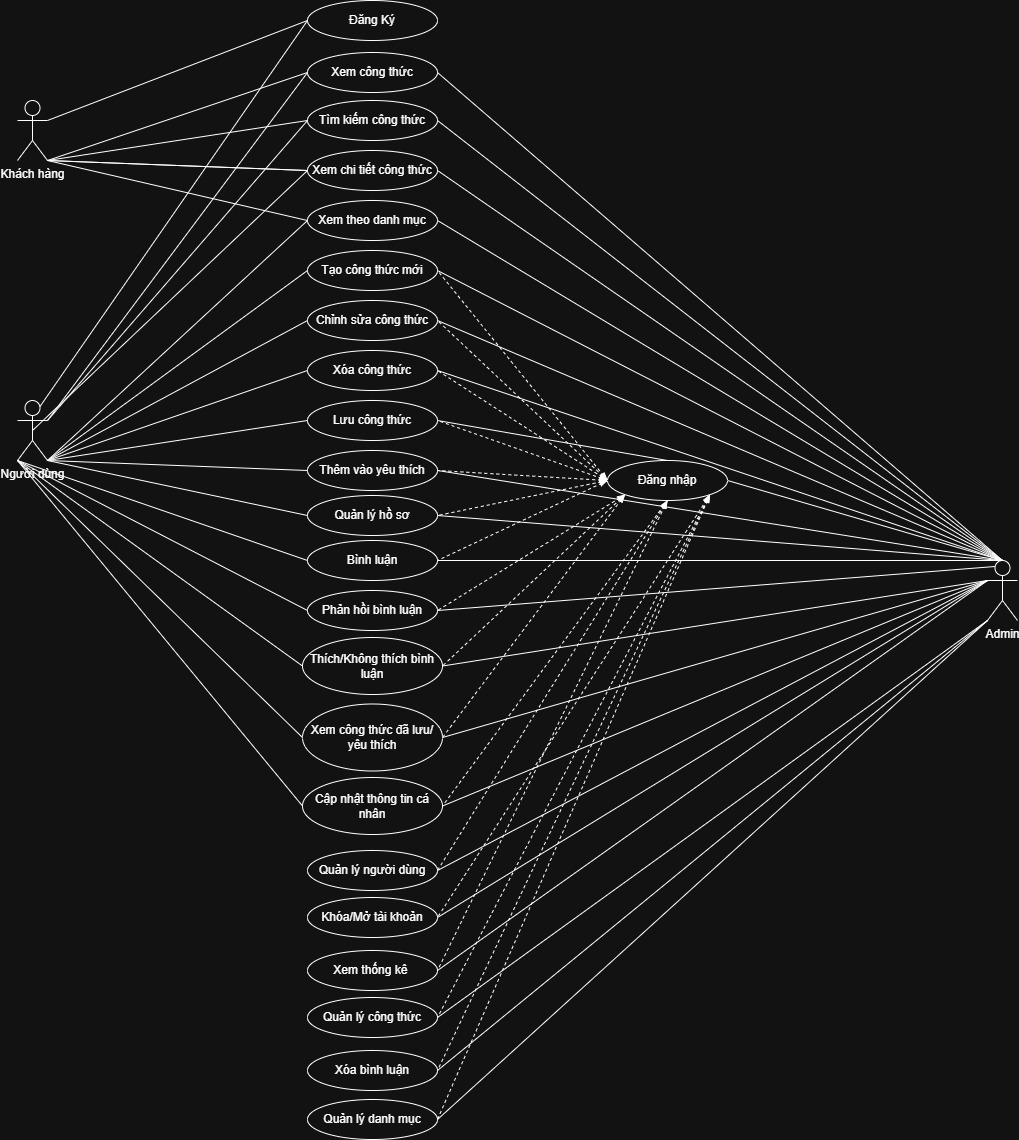 Đăng Ký
Xem công thức
Tìm kiếm công thức
Khách hàng
Xem chi tiết công thức
Xem theo danh mục
Tạo công thức mới
Chỉnh sửa công thức
Xóa công thức
Lưu công thức
Người dùng
Thêm vào yêu thích
Đăng nhập
Quản lý hồ sơ
Bình luận
Phản hồi bình luận
Admin
Thích/Không thích bình
luận
Xem công thức đã lưu/
yêu thích
Cập nhật thông tin cá
nhân
Quản lý người dùng
Khóa/Mở tài khoản
Xem thống kê
Quản lý công thức
Xóa bình luận
Quản lý danh mục